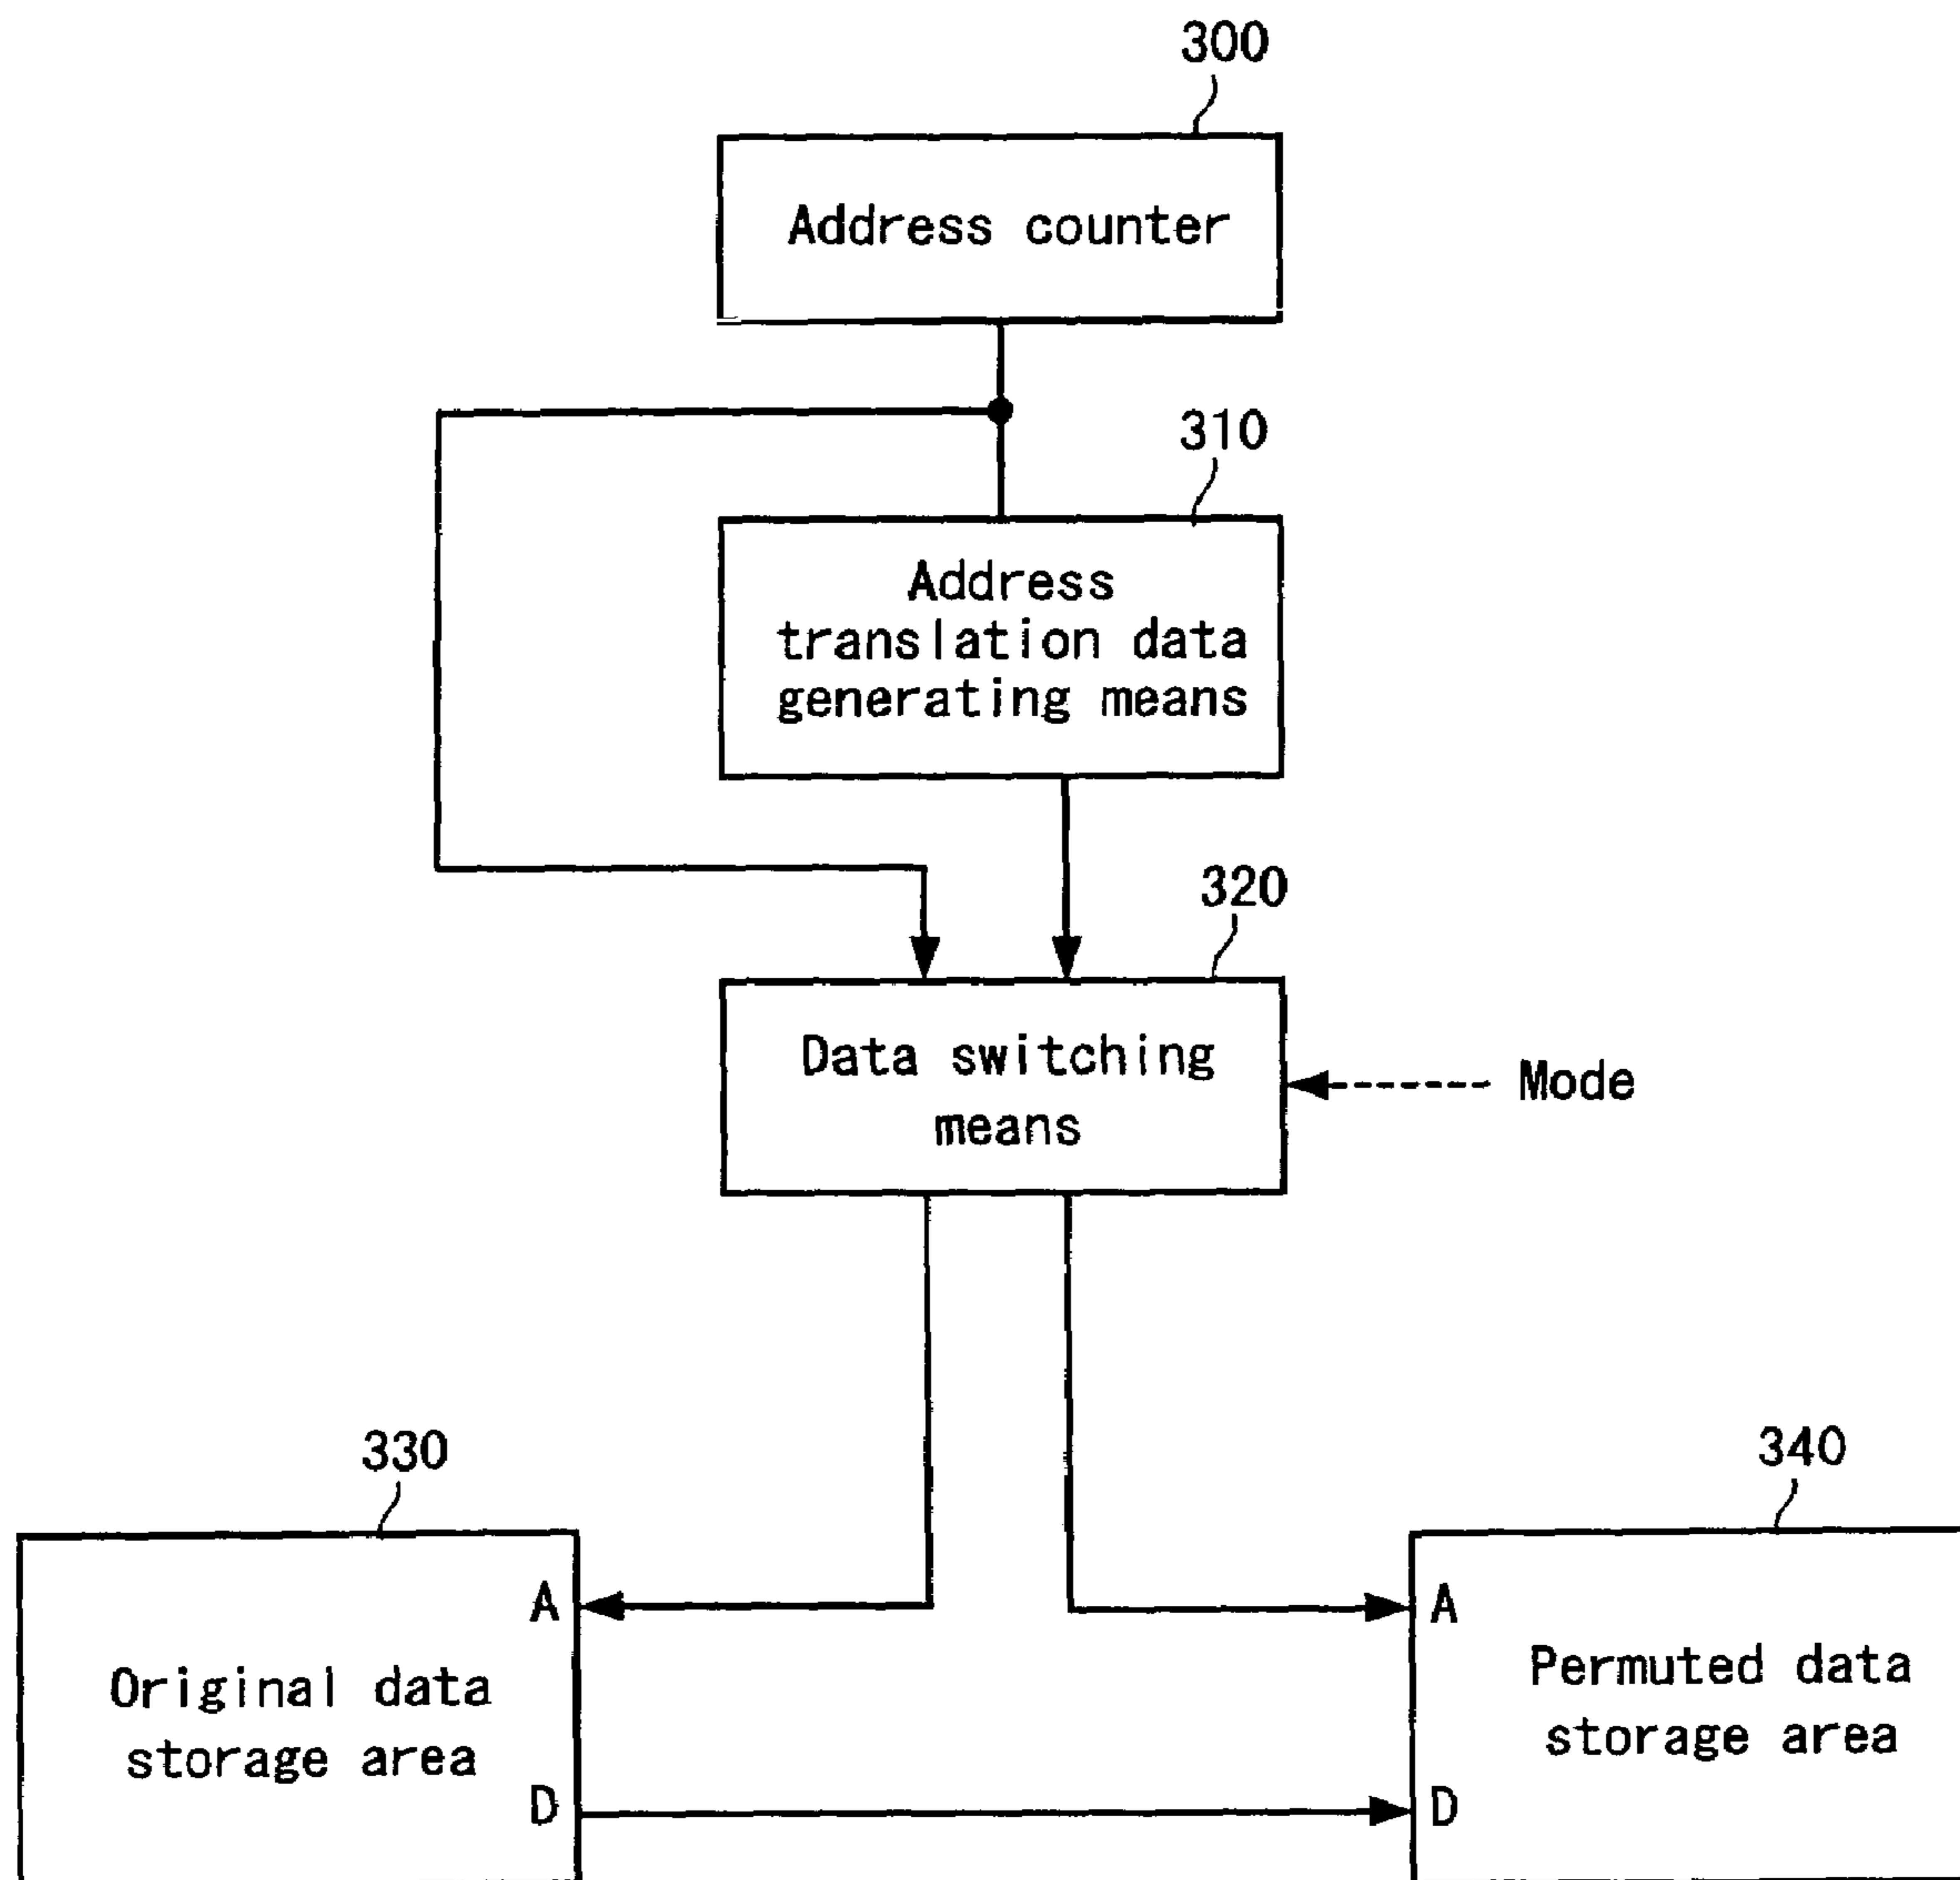 300
Address counter
310
Address
translation data
generating means
320
Data switching
means
Mode
330
340
A
A
Original data
storage area
Permuted data
storage area
D
D